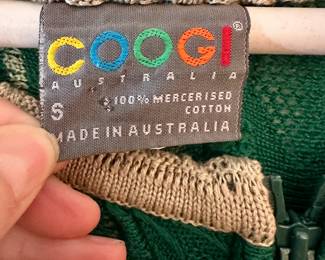 COOGI®
AUSTRALIA
S 100% MERCERISED
COTTON
MADE IN AUSTRALIA